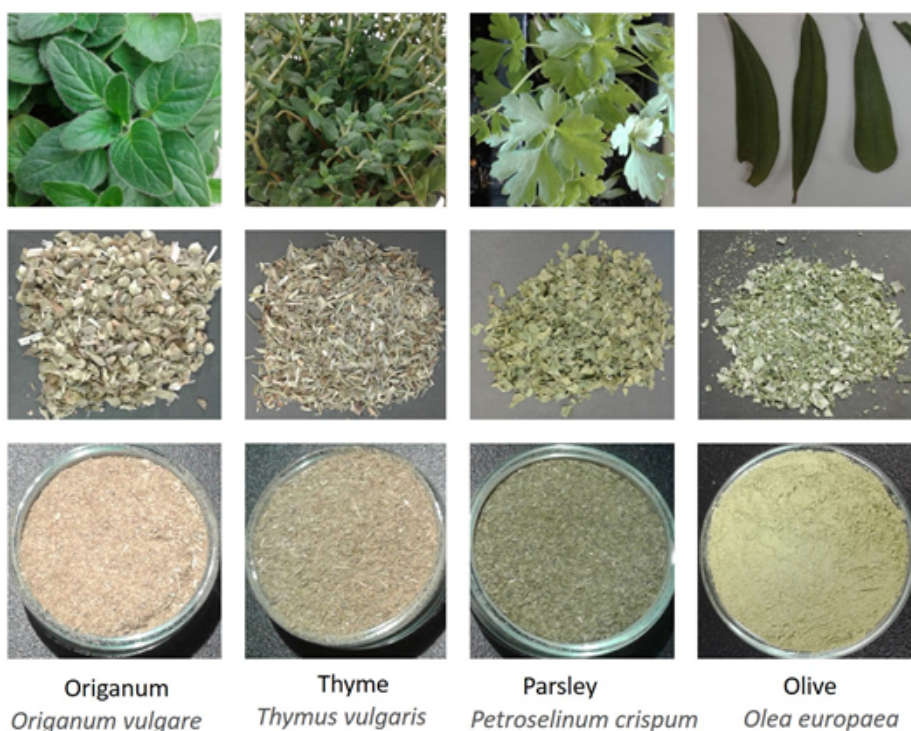 Origanum Thyme Parsley Olive
Origanum vulgare Thymus vulgaris Petroselinum crispum Olea europaea